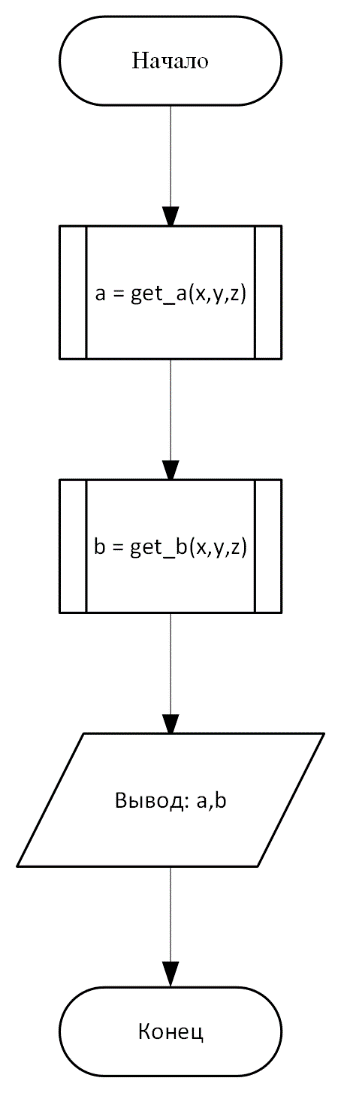 Начало
a = get_a(x,y,z)
b = get_b(x,y,z)
Вывод: a,b
Конец